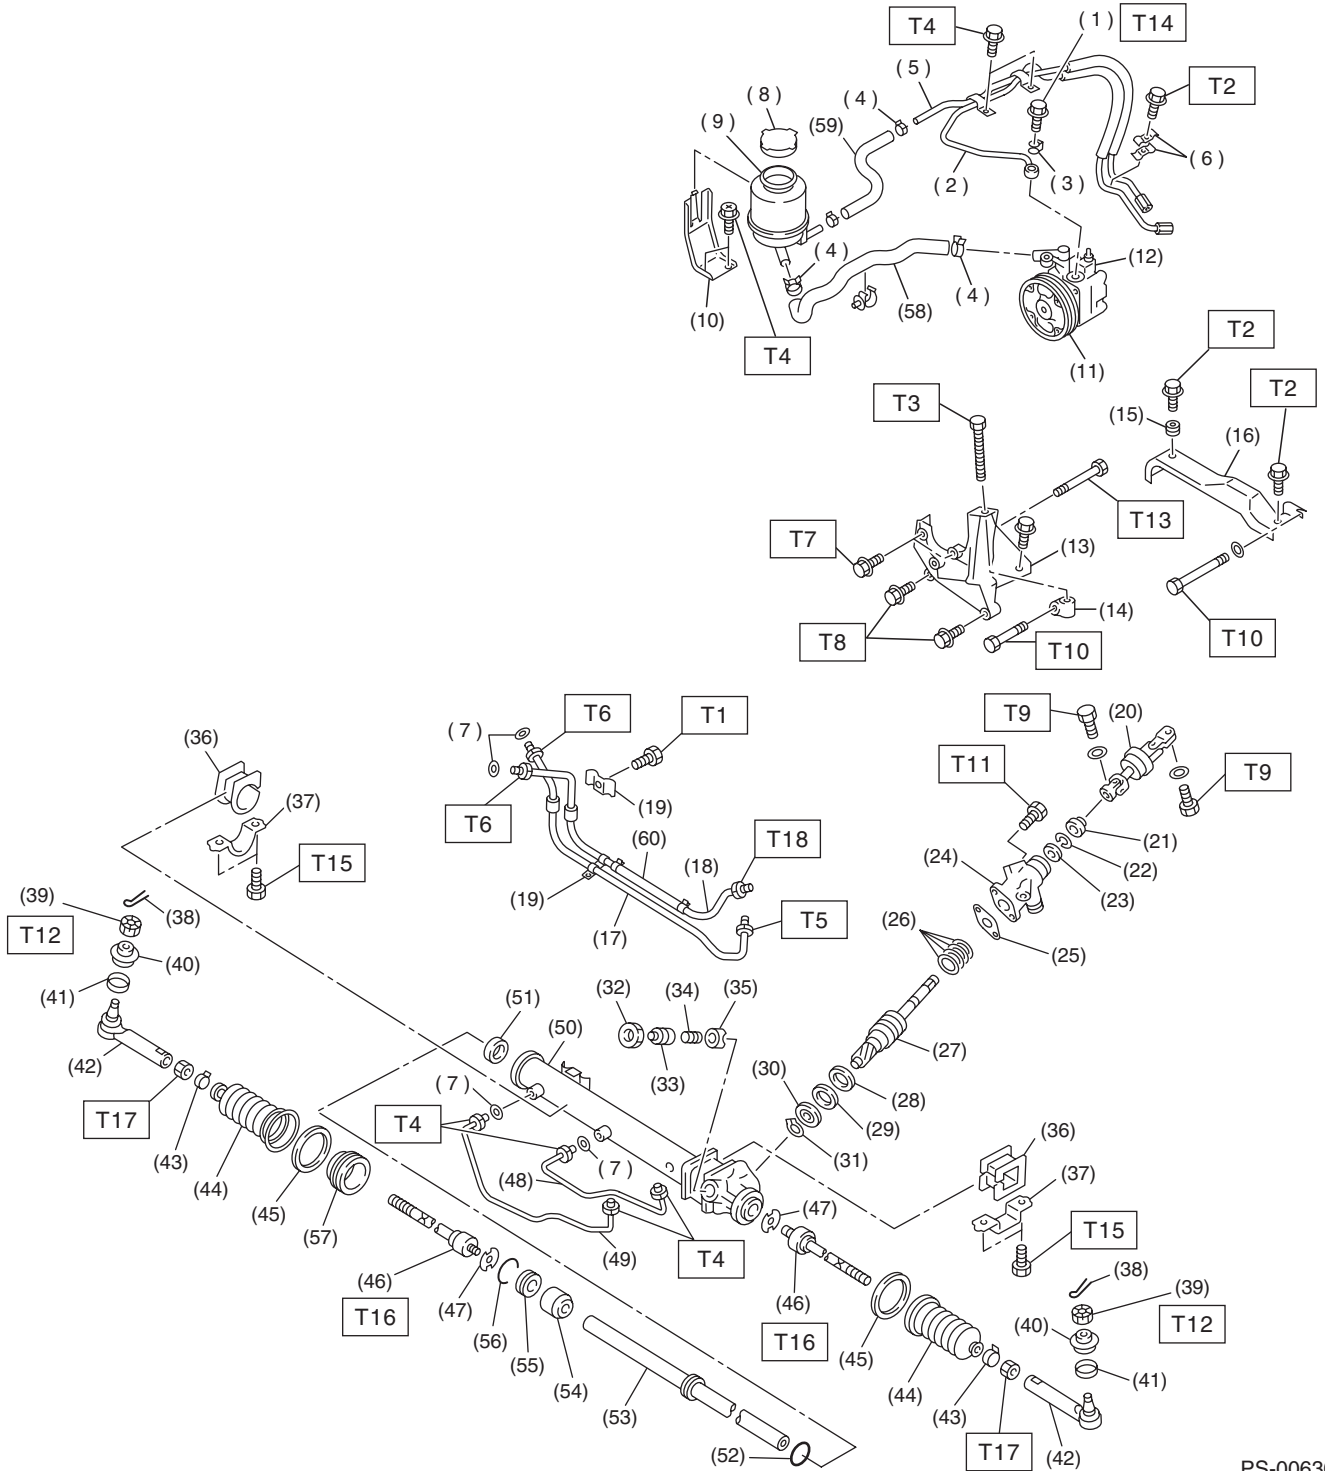 T4
( 1 )
T14
( 5 )
T2
( 8 )
( 4 )
( 9 )
(59)
( 6 )
( 2 )
( 3 )
( 4 )
(12)
( 4 )
(10)
(58)
T4
(11)
T2
T3
T2
(15)
(16)
T13
T7
(13)
(14)
T8
T10
T10
T6
T1
T9
(20)
(36)
( 7 )
T11
T9
(37)
(19)
T6
(21)
(60)
T18
(22)
T15
(18)
(24)
(23)
(39)
(38)
(19)
T12
(17)
T5
(26)
(25)
(40)
(41)
(51)
(32)
(34)
(35)
(50)
(42)
(27)
(33)
(30)
( 7 )
(28)
T17
T4
(29)
(36)
(43)
(31)
( 7 )
(44)
(48)
(37)
(45)
(47)
(57)
(49)
T4
T15
(46)
(38)
(47)
(46)
(39)
T16
(56)
(40)
T12
T16
(55)
(45)
(54)
(41)
(44)
(53)
(43)
(52)
T17
(42)